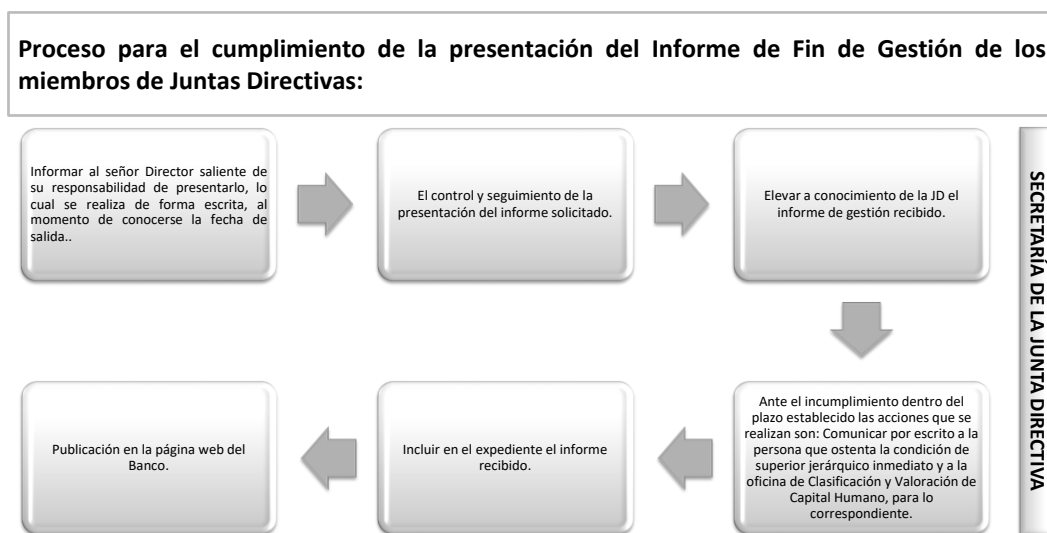 Proceso para el cumplimiento de la presentación del Informe de Fin de Gestión de los
miembros de Juntas Directivas:
Informar al señor Director saliente de
su responsabilidad de presentarlo, lo
cual se realiza de forma escrita, al
momento de conocerse la fecha de
salida..
El control y seguimiento de la
presentación del informe solicitado.
Elevar a conocimiento de la JD el
informe de gestión recibido.
Ante el incumplimiento dentro del
plazo establecido las acciones que se
realizan son: Comunicar por escrito a la
persona que ostenta la condición de
superior jerárquico inmediato y a la
oficina de Clasificación y Valoración de
Capital Humano, para lo
correspondiente.
Incluir en el expediente el informe
recibido.
Publicación en la página web del
Banco.
SECRETARÍA DE LA JUNTA DIRECTIVA